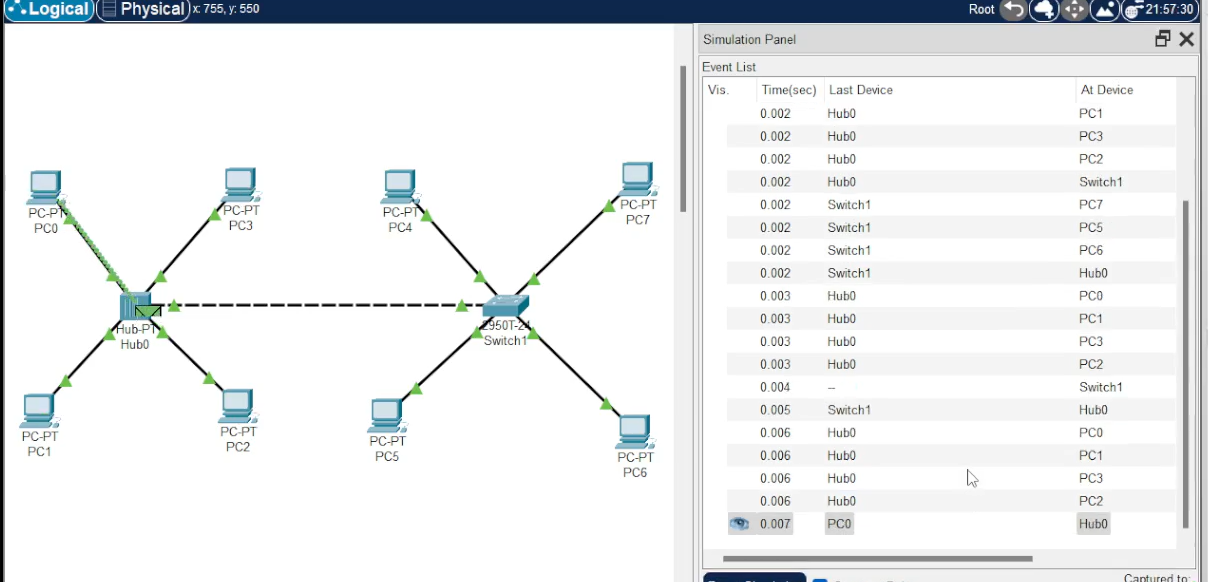 Logical Physical x: 755, y: 550 Root 21:57:30
Simulation Panel
Event List
Vis. Time(sec) Last Device At Device
0.002 Hub0 PC1
0.002 Hub0 PC3
0.002 Hub0 PC2
0.002 Hub0 Switch1
0.002 Switch1 PC7
0.002 Switch1 PC5
0.002 Switch1 PC6
0.002 Switch1 Hub0
0.003 Hub0 PC0
0.003 Hub0 PC1
0.003 Hub0 PC3
0.003 Hub0 PC2
0.004 -- Switch1
0.005 Switch1 Hub0
0.006 Hub0 PC0
0.006 Hub0 PC1
0.006 Hub0 PC3
0.006 Hub0 PC2
0.007 PC0 Hub0
Captured to:
PC-PT
PC0
PC-PT
PC3
PC-PT
PC4
PC-PT
PC7
Hub-PT
Hub0
2950T-24
Switch1
PC-PT
PC1
PC-PT
PC2
PC-PT
PC5
PC-PT
PC6